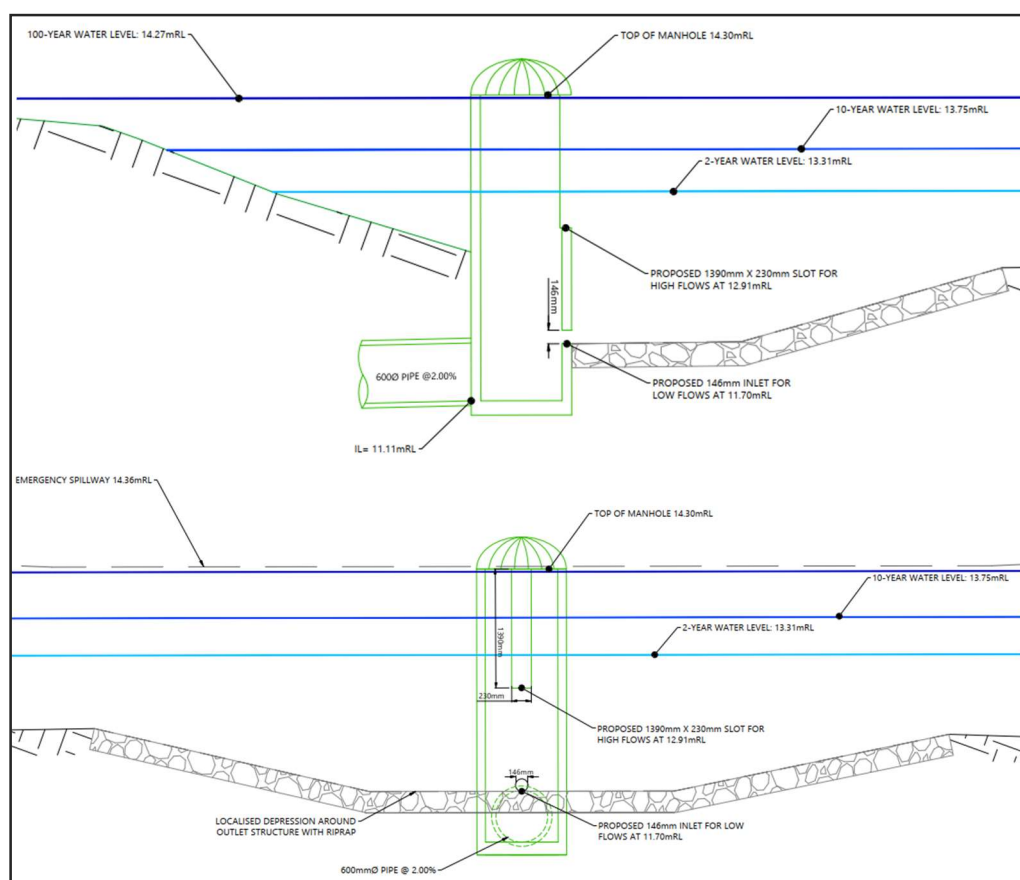 100-YEAR WATER LEVEL: 14.27mRL
TOP OF MANHOLE 14.30mRL
10-YEAR WATER LEVEL: 13.75mRL
2-YEAR WATER LEVEL: 13.31mRL
PROPOSED 1390mm X 230mm SLOT FOR
HIGH FLOWS AT 12.91mRL
146mm
600Ø PIPE @2.00%
PROPOSED 146mm INLET FOR
LOW FLOWS AT 11.70mRL
IL= 11.11mRL
EMERGENCY SPILLWAY 14.36mRL
TOP OF MANHOLE 14.30mRL
10-YEAR WATER LEVEL: 13.75mRL
2-YEAR WATER LEVEL: 13.31mRL
1390mm
230mm
PROPOSED 1390mm X 230mm SLOT FOR
HIGH FLOWS AT 12.91mRL
146mm
LOCALISED DEPRESSION AROUND
OUTLET STRUCTURE WITH RIPRAP
PROPOSED 146mm INLET FOR LOW
FLOWS AT 11.70mRL
600mmØ PIPE @ 2.00%